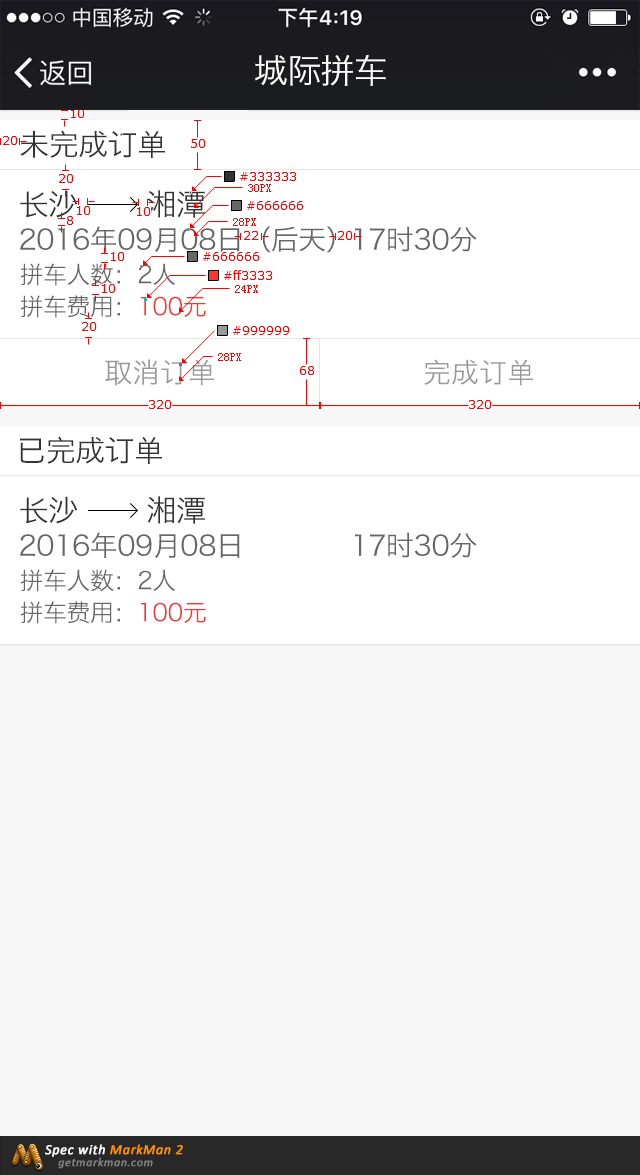 中国移动 下午4:19
返回 城际拼车
10
20 未完成订单 50
20
#333333
30PX
长沙 湘潭 #666666
10 10
8 28PX
2016年09月08日 22 (后天) 20 17时30分
10 #666666
拼车人数：2人 #ff3333
10 24PX
拼车费用：100元
20 #999999
28PX
取消订单 68 完成订单
320 320
已完成订单
长沙 湘潭
2016年09月08日 17时30分
拼车人数：2人
拼车费用：100元
Spec with MarkMan 2
getmarkman.com